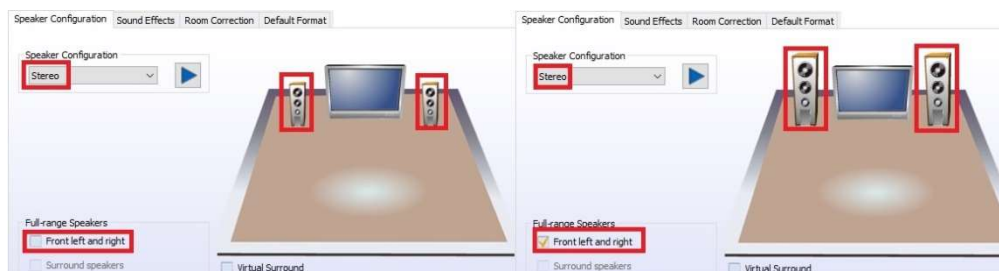 Speaker Configuration Sound Effects Room Correction Default Format
Speaker Configuration
Stereo
Full-range Speakers
Front left and right
Surround speakers
Virtual Surround
Speaker Configuration Sound Effects Room Correction Default Format
Speaker Configuration
Stereo
Full-range Speakers
Front left and right
Surround speakers
Virtual Surround